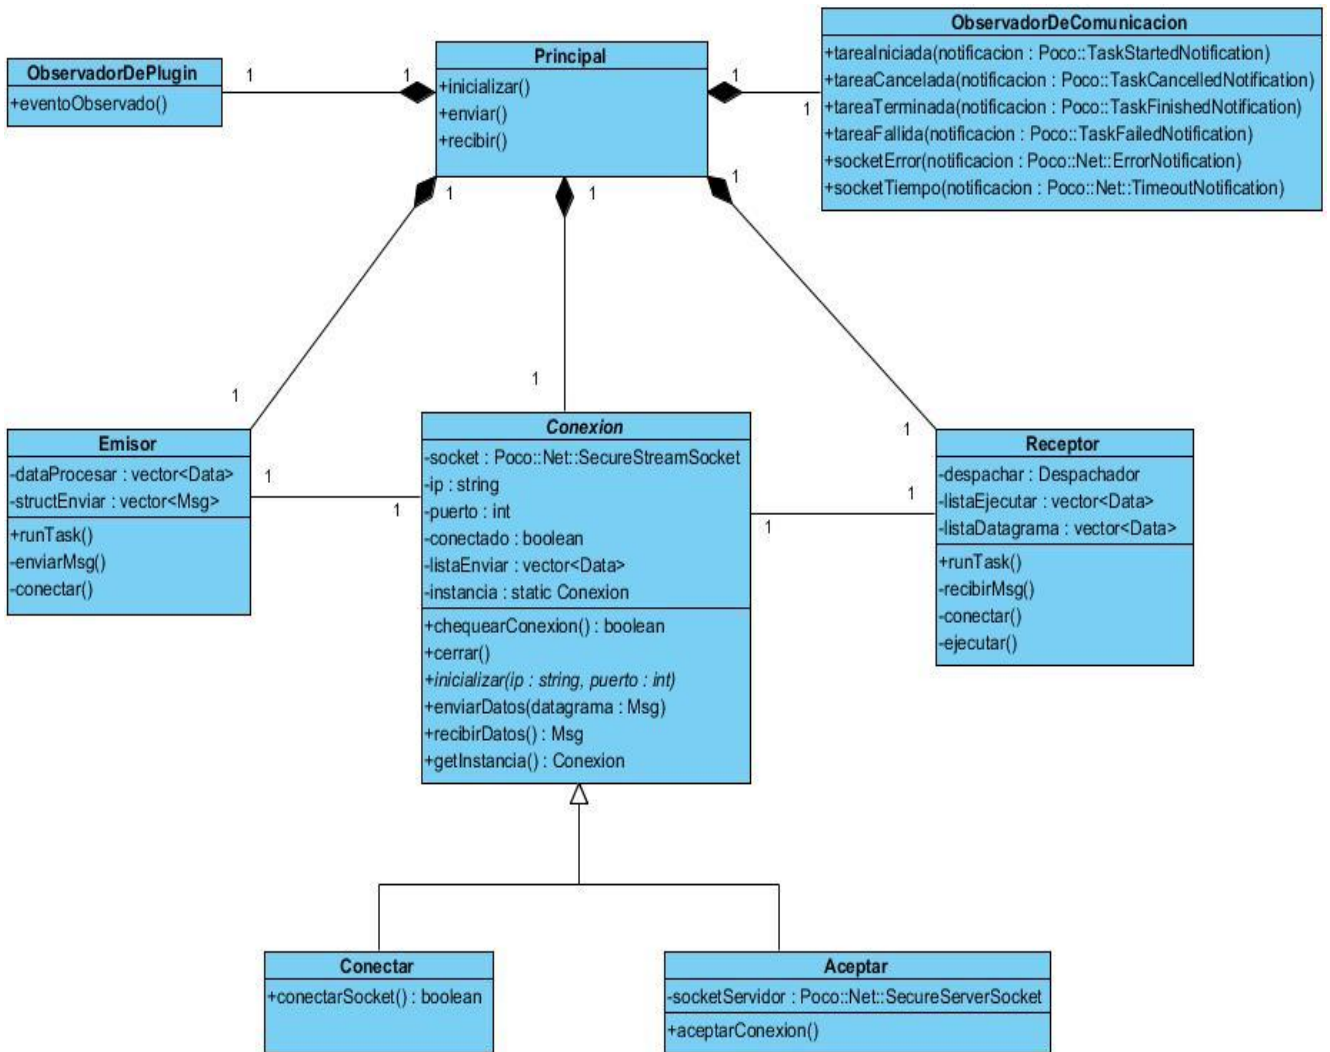 ObservadorDePlugin
+eventoObservado()
1
1
Principal
+inicializar()
+enviar()
+recibir()
1
1
ObservadorDeComunicacion
+tareaIniciada(notificacion : Poco::TaskStartedNotification)
+tareaCancelada(notificacion : Poco::TaskCancelledNotification)
+tareaTerminada(notificacion : Poco::TaskFinishedNotification)
+tareaFallida(notificacion : Poco::TaskFailedNotification)
+socketError(notificacion : Poco::Net::ErrorNotification)
+socketTiempo(notificacion : Poco::Net::TimeoutNotification)
1
1
1
1
1
1
Emisor
-dataProcesar : vector<Data>
-structEnviar : vector<Msg>
+runTask()
-enviarMsg()
-conectar()
1
1
Conexion
-socket : Poco::Net::SecureStreamSocket
-ip : string
-puerto : int
-conectado : boolean
-listaEnviar : vector<Data>
-instancia : static Conexion
+chequearConexion() : boolean
+cerrar()
+inicializar(ip : string, puerto : int)
+enviarDatos(datagrama : Msg)
+recibirDatos() : Msg
+getInstancia() : Conexion
1
1
Receptor
-despachar : Despachador
-listaEjecutar : vector<Data>
-listaDatagrama : vector<Data>
+runTask()
-recibirMsg()
-conectar()
-ejecutar()
Conectar
+conectarSocket() : boolean
Aceptar
-socketServidor : Poco::Net::SecureServerSocket
+aceptarConexion()